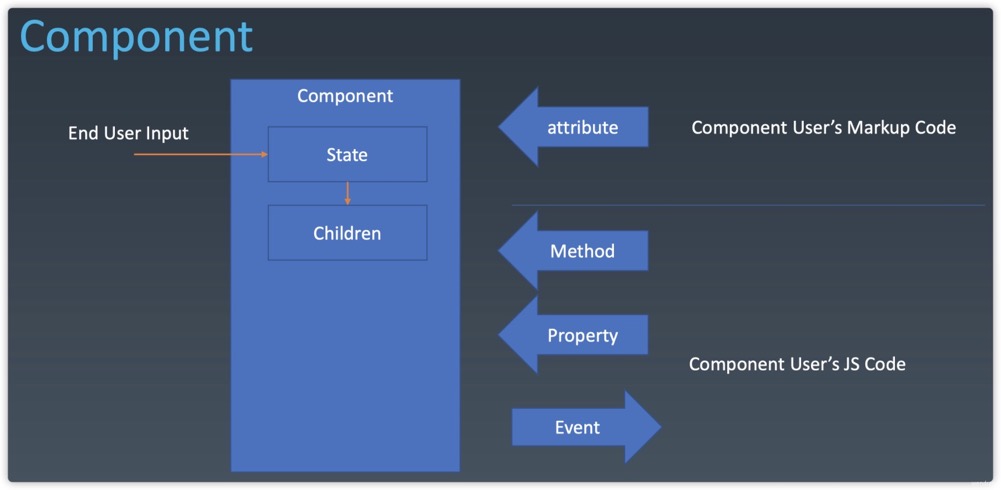 Component
Component
End User Input
State
Children
attribute
Component User's Markup Code
Method
Property
Component User's JS Code
Event